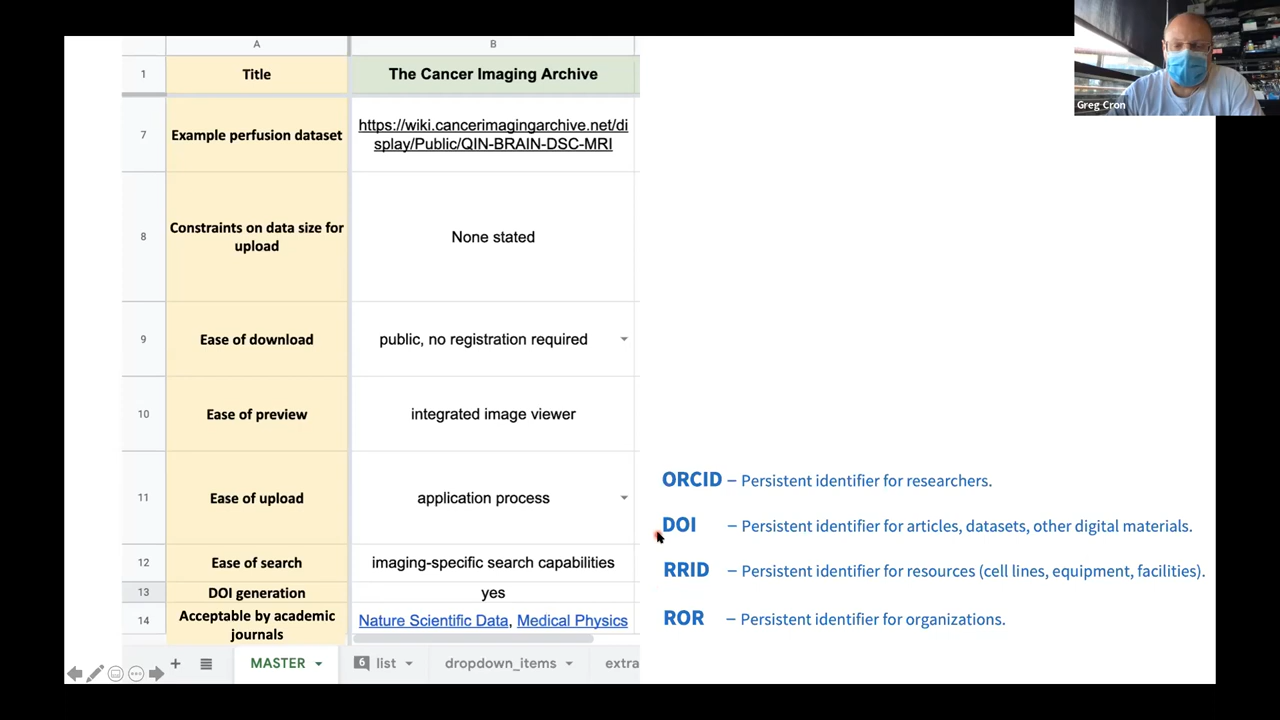 A B
1 Title The Cancer Imaging Archive
7 Example perfusion dataset https://wiki.cancerimagingarchive.net/di
splay/Public/QIN-BRAIN-DSC-MRI
8 Constraints on data size for
upload None stated
9 Ease of download public, no registration required
10 Ease of preview integrated image viewer
11 Ease of upload application process
12 Ease of search imaging-specific search capabilities
13 DOI generation yes
14 Acceptable by academic
journals Nature Scientific Data, Medical Physics
+ MASTER 6 list dropdown_items extra
ORCID – Persistent identifier for researchers.
DOI – Persistent identifier for articles, datasets, other digital materials.
RRID – Persistent identifier for resources (cell lines, equipment, facilities).
ROR – Persistent identifier for organizations.
Greg Cron